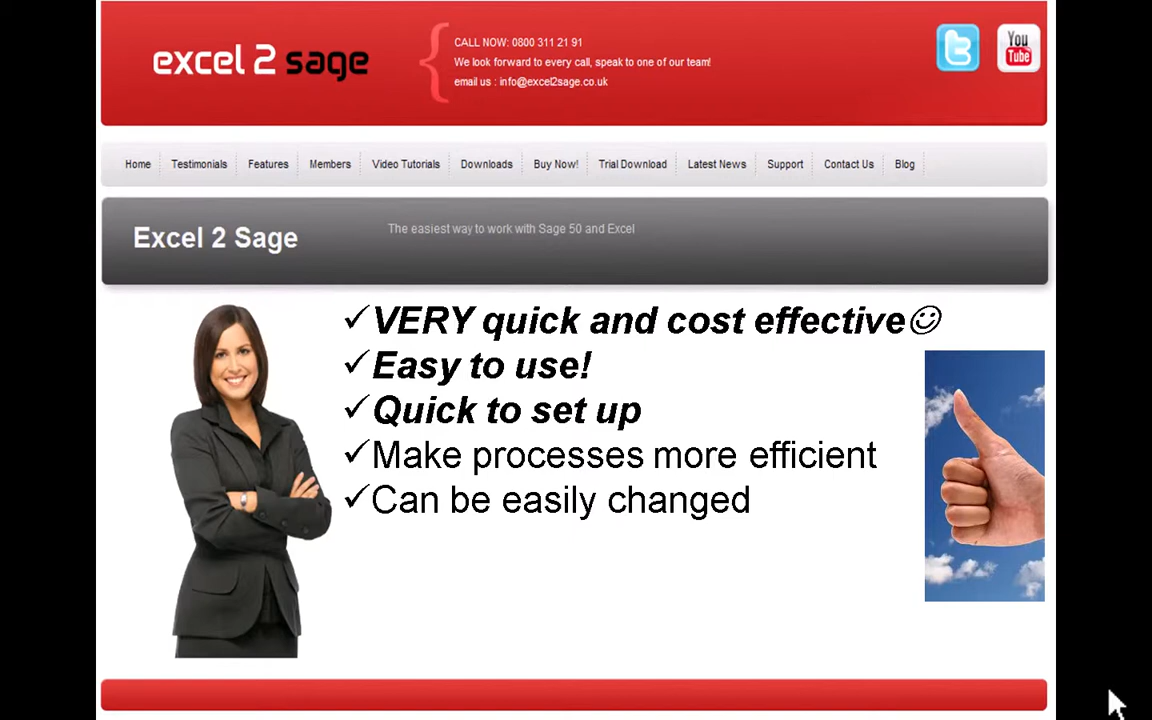 excel 2 sage
CALL NOW: 0800 311 21 91
We look forward to every call, speak to one of our team!
email us : info@excel2sage.co.uk
You
Tube
Home Testimonials Features Members Video Tutorials Downloads Buy Now! Trial Download Latest News Support Contact Us Blog
Excel 2 Sage
The easiest way to work with Sage 50 and Excel
✓VERY quick and cost effective☺
✓Easy to use!
✓Quick to set up
✓Make processes more efficient
✓Can be easily changed